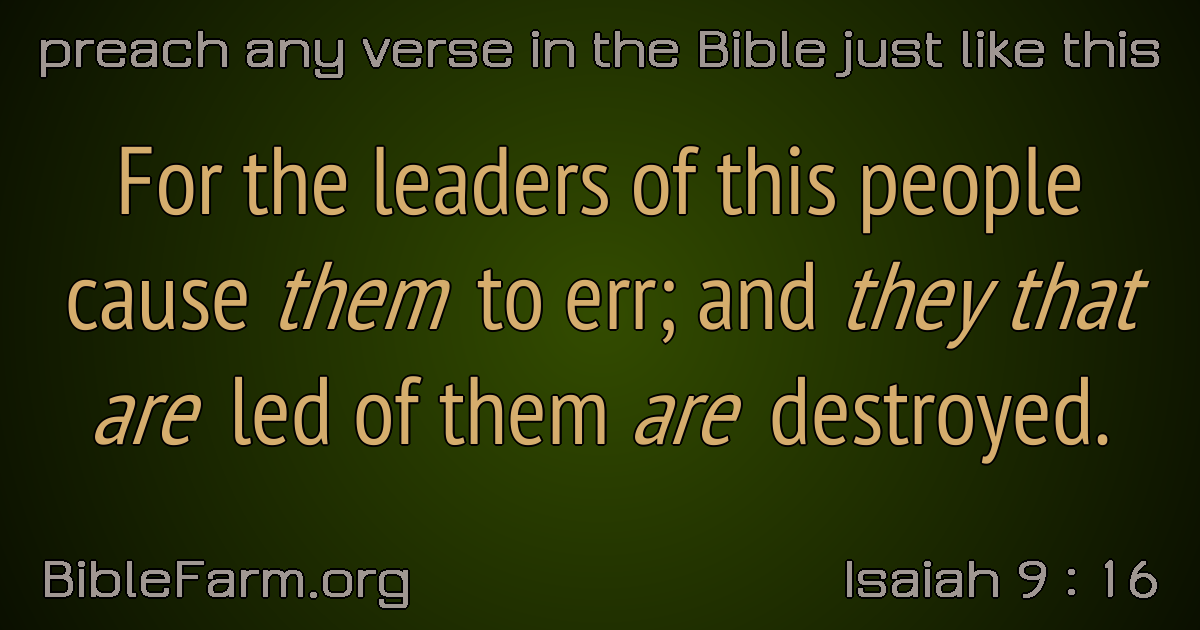 preach any verse in the Bible just like this
For the leaders of this people
cause them to err; and they that
are led of them are destroyed.
BibleFarm.org
Isaiah 9 : 16